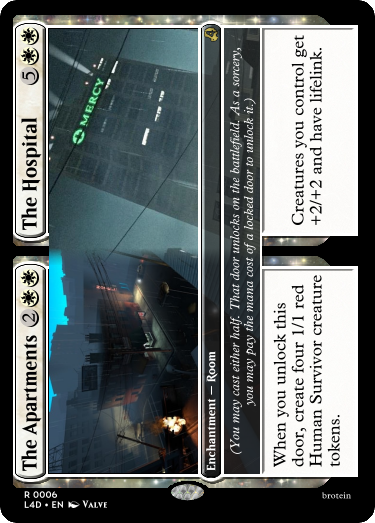 The Apartments 2
When you unlock this
door, create four 1/1 red
Human Survivor creature
tokens.
The Hospital 5
MERCY
Creatures you control get
+2/+2 and have lifelink.
Enchantment — Room
(You may cast either half. That door unlocks on the battlefield. As a sorcery,
you may pay the mana cost of a locked door to unlock it.)
R 0006
L4D • EN VALVE
brotein